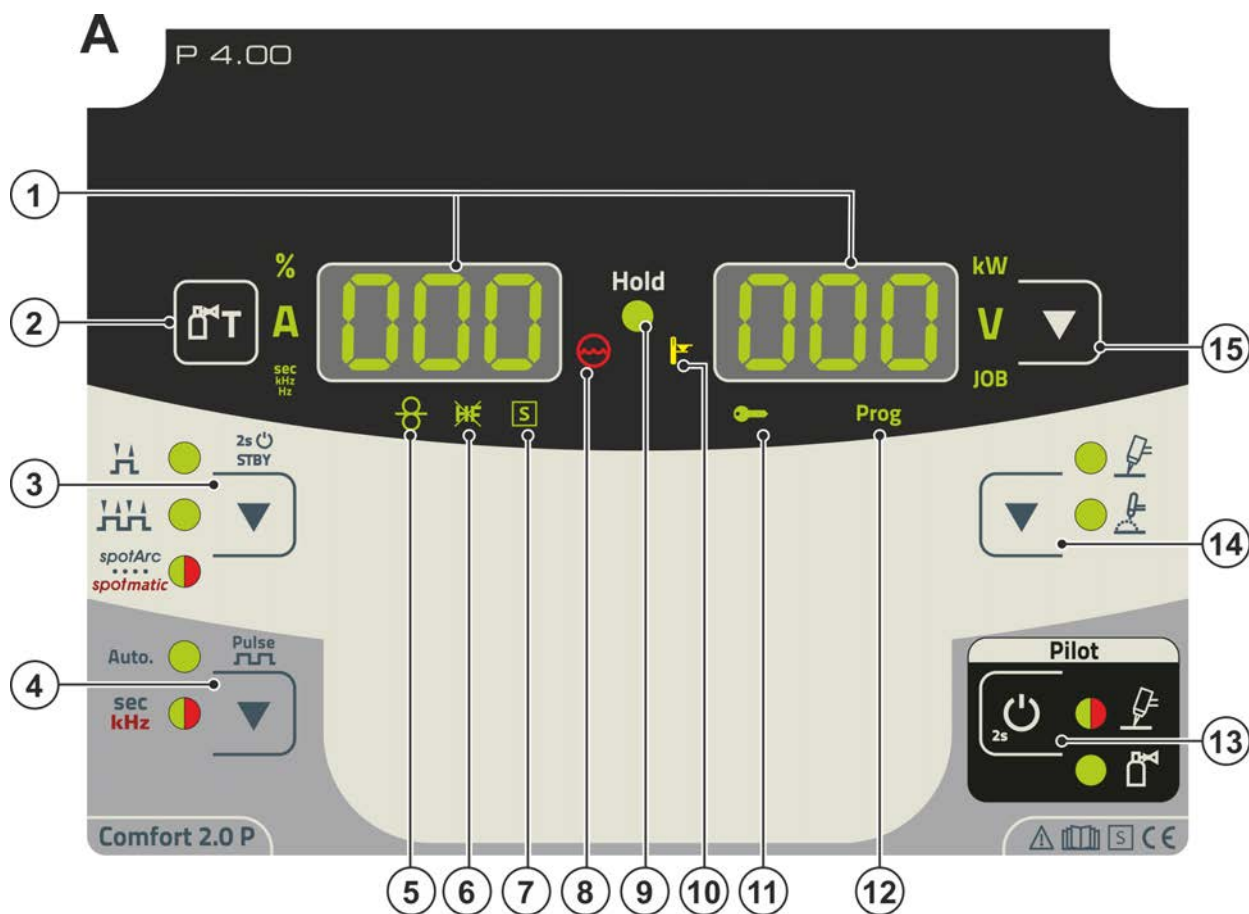 A
P 4.00
1
2
%
A
sec
kHz
Hz
000
Hold
000
kW
V
JOB
T
15
HF
S
Prog
3
2s
STBY
spotArc
spotmatic
14
4
Auto.
Pulse
sec
kHz
Pilot
2s
13
Comfort 2.0 P
S CE
5
6
7
8
9
10
11
12